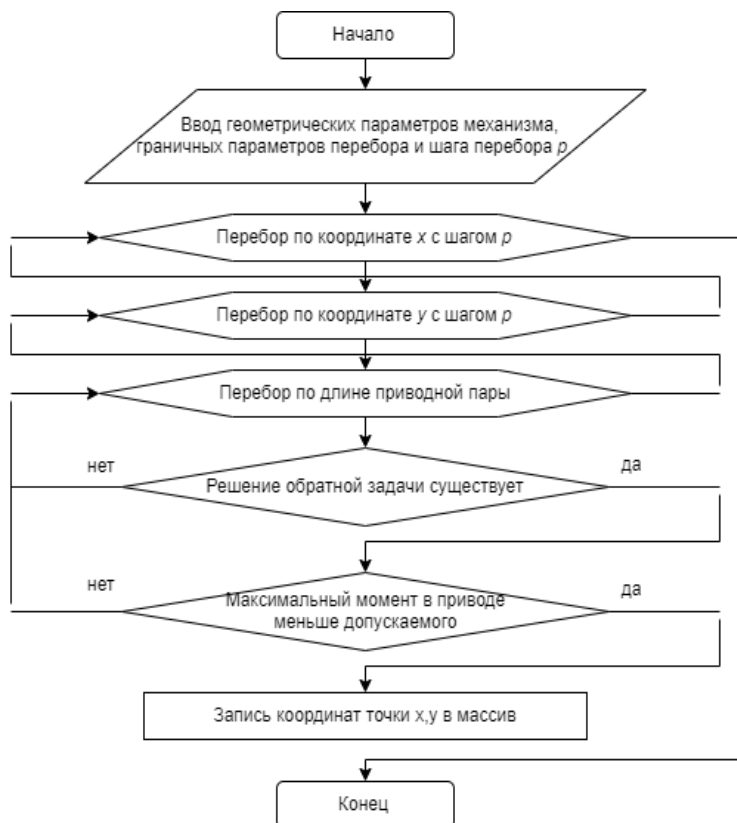 Начало
Ввод геометрических параметров механизма,
граничных параметров перебора и шага перебора p
Перебор по координате x с шагом p
Перебор по координате y с шагом p
Перебор по длине приводной пары
нет
да
Решение обратной задачи существует
нет
да
Максимальный момент в приводе
меньше допускаемого
Запись координат точки x,y в массив
Конец